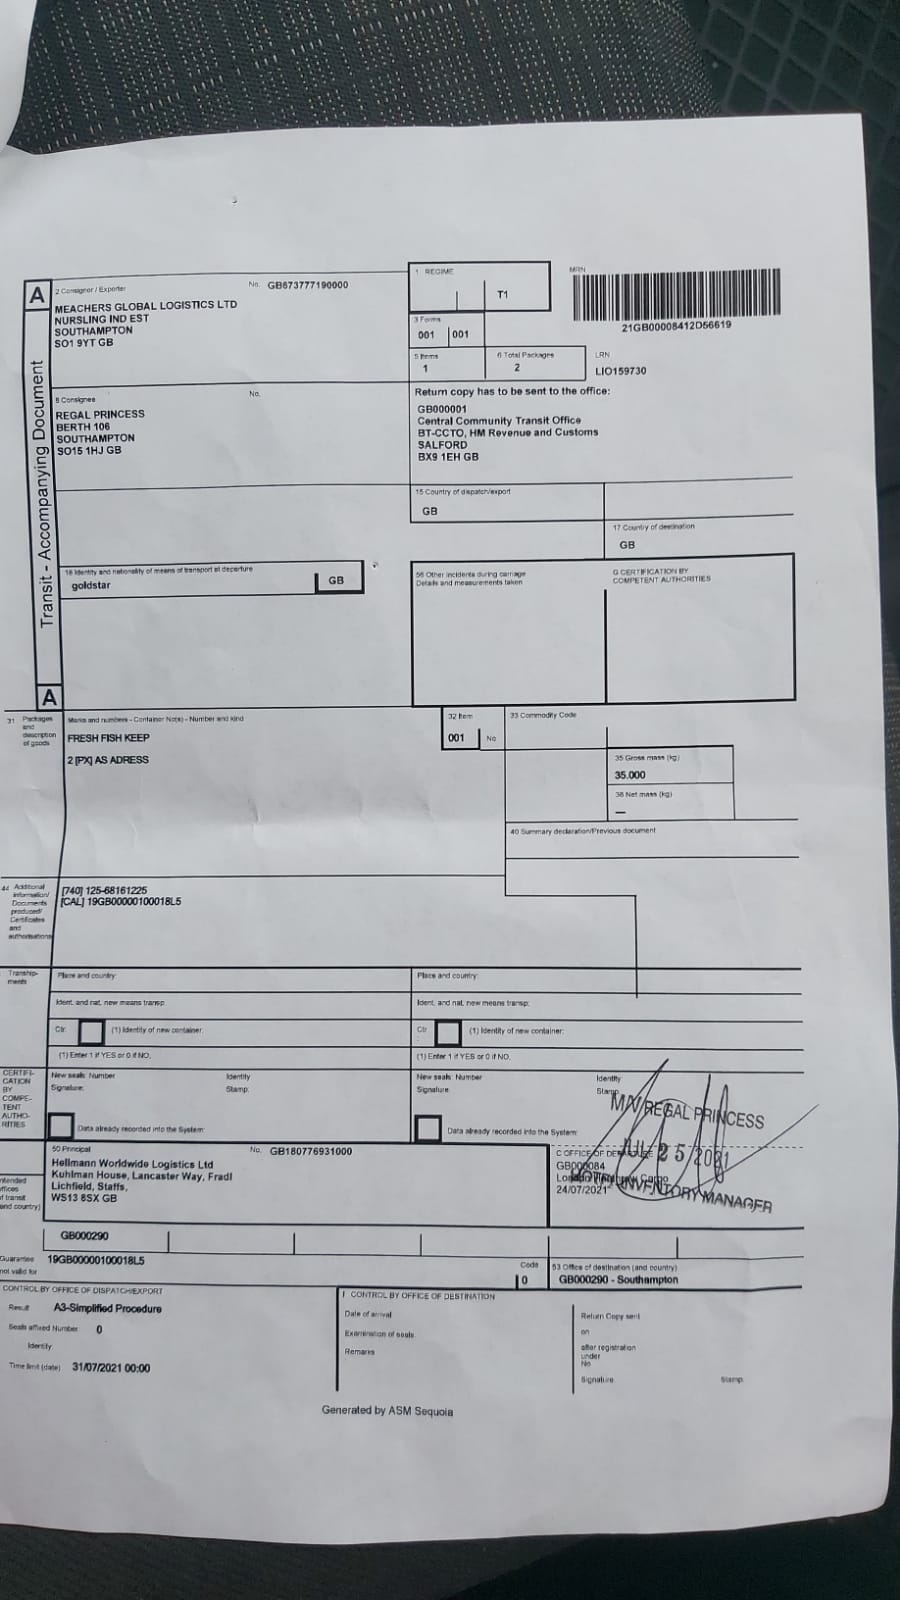 A
Transit - Accompanying Document
A
2 Consignor / Exporter
No. GB673777190000
MEACHERS GLOBAL LOGISTICS LTD
NURSLING IND EST
SOUTHAMPTON
SO1 9YT GB
1 REGIME
T1
3 Forms
001 001
5 Items
1
6 Total Packages
2
MRN
21GB00008412D56619
LRN
LIO159730
8 Consignee
No.
REGAL PRINCESS
BERTH 106
SOUTHAMPTON
SO15 1HJ GB
Return copy has to be sent to the office:
GB000001
Central Community Transit Office
BT-CCTO, HM Revenue and Customs
SALFORD
BX9 1EH GB
15 Country of dispatch/export
GB
17 Country of destination
GB
18 Identity and nationality of means of transport at departure
goldstar
GB
56 Other incidents during carriage
Details and measurements taken
G CERTIFICATION BY
COMPETENT AUTHORITIES
31 Packages
and
description
of goods
Marks and numbers - Container No(s) - Number and kind
FRESH FISH KEEP
2 [PX] AS ADRESS
32 Item
001 No
33 Commodity Code
35 Gross mass (kg)
35.000
38 Net mass (kg)
—
40 Summary declaration/Previous document
44 Additional
information/
Documents
produced/
Certificates
and
authorisations
[740] 125-68161225
[CAL] 19GB00000100018L5
Tranship-
ments
Place and country:
Ident. and nat. new means transp:
Ctr. (1) Identity of new container:
(1) Enter 1 if YES or 0 if NO.
Place and country:
Ident. and nat. new means transp:
Ctr. (1) Identity of new container:
(1) Enter 1 if YES or 0 if NO.
CERTIFI-
CATION
BY
COMPE-
TENT
AUTHO-
RITIES
New seals: Number
Identity
Signature:
Stamp:
Data already recorded into the System:
New seals: Number
Identity
Signature
Stamp:
Data already recorded into the System:
M/V REGAL PRINCESS
JUL 25 2021
INVENTORY MANAGER
50 Principal
No. GB180776931000
Hellmann Worldwide Logistics Ltd
Kuhlman House, Lancaster Way, Fradl
Lichfield, Staffs,
WS13 8SX GB
C OFFICE OF DEPARTURE
GB000084
24/07/2021
ntended
offices
of transit
and country)
GB000290
Guarantee
not valid for
19GB00000100018L5
Code
0
53 Office of destination (and country)
GB000290 - Southampton
CONTROL BY OFFICE OF DISPATCH/EXPORT
Result A3-Simplified Procedure
Seals affixed Number 0
Identity
Time limit (date) 31/07/2021 00:00
I CONTROL BY OFFICE OF DESTINATION
Date of arrival
Examination of seals
Remarks
Return Copy sent
on
after registration
under
No
Signature
Stamp:
Generated by ASM Sequoia